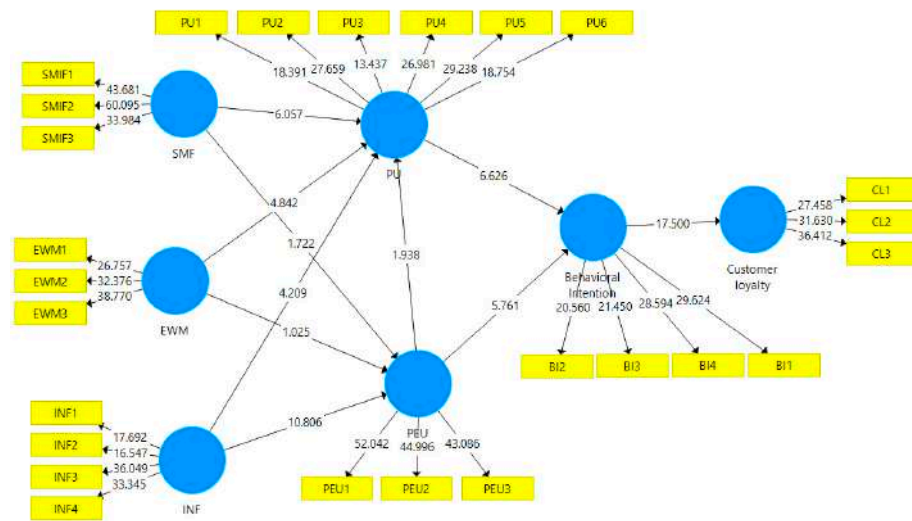 PU1
PU2
PU3
PU4
PU5
PU6
18.391
27.659
13.437
26.981
29.238
18.754
SMIF1
SMIF2
SMIF3
43.681
60.095
33.984
SMF
6.057
PU
4.842
1.722
4.209
1.938
6.626
5.761
EWM1
EWM2
EWM3
26.757
32.376
38.770
EWM
1.025
Behavioral
Intention
17.500
Customer
loyalty
CL1
CL2
CL3
27.458
31.630
36.412
20.560
21.450
28.594
29.624
BI2
BI3
BI4
BI1
INF1
INF2
INF3
INF4
17.692
16.547
36.049
33.345
INF
10.806
PEU
52.042
44.996
43.086
PEU1
PEU2
PEU3